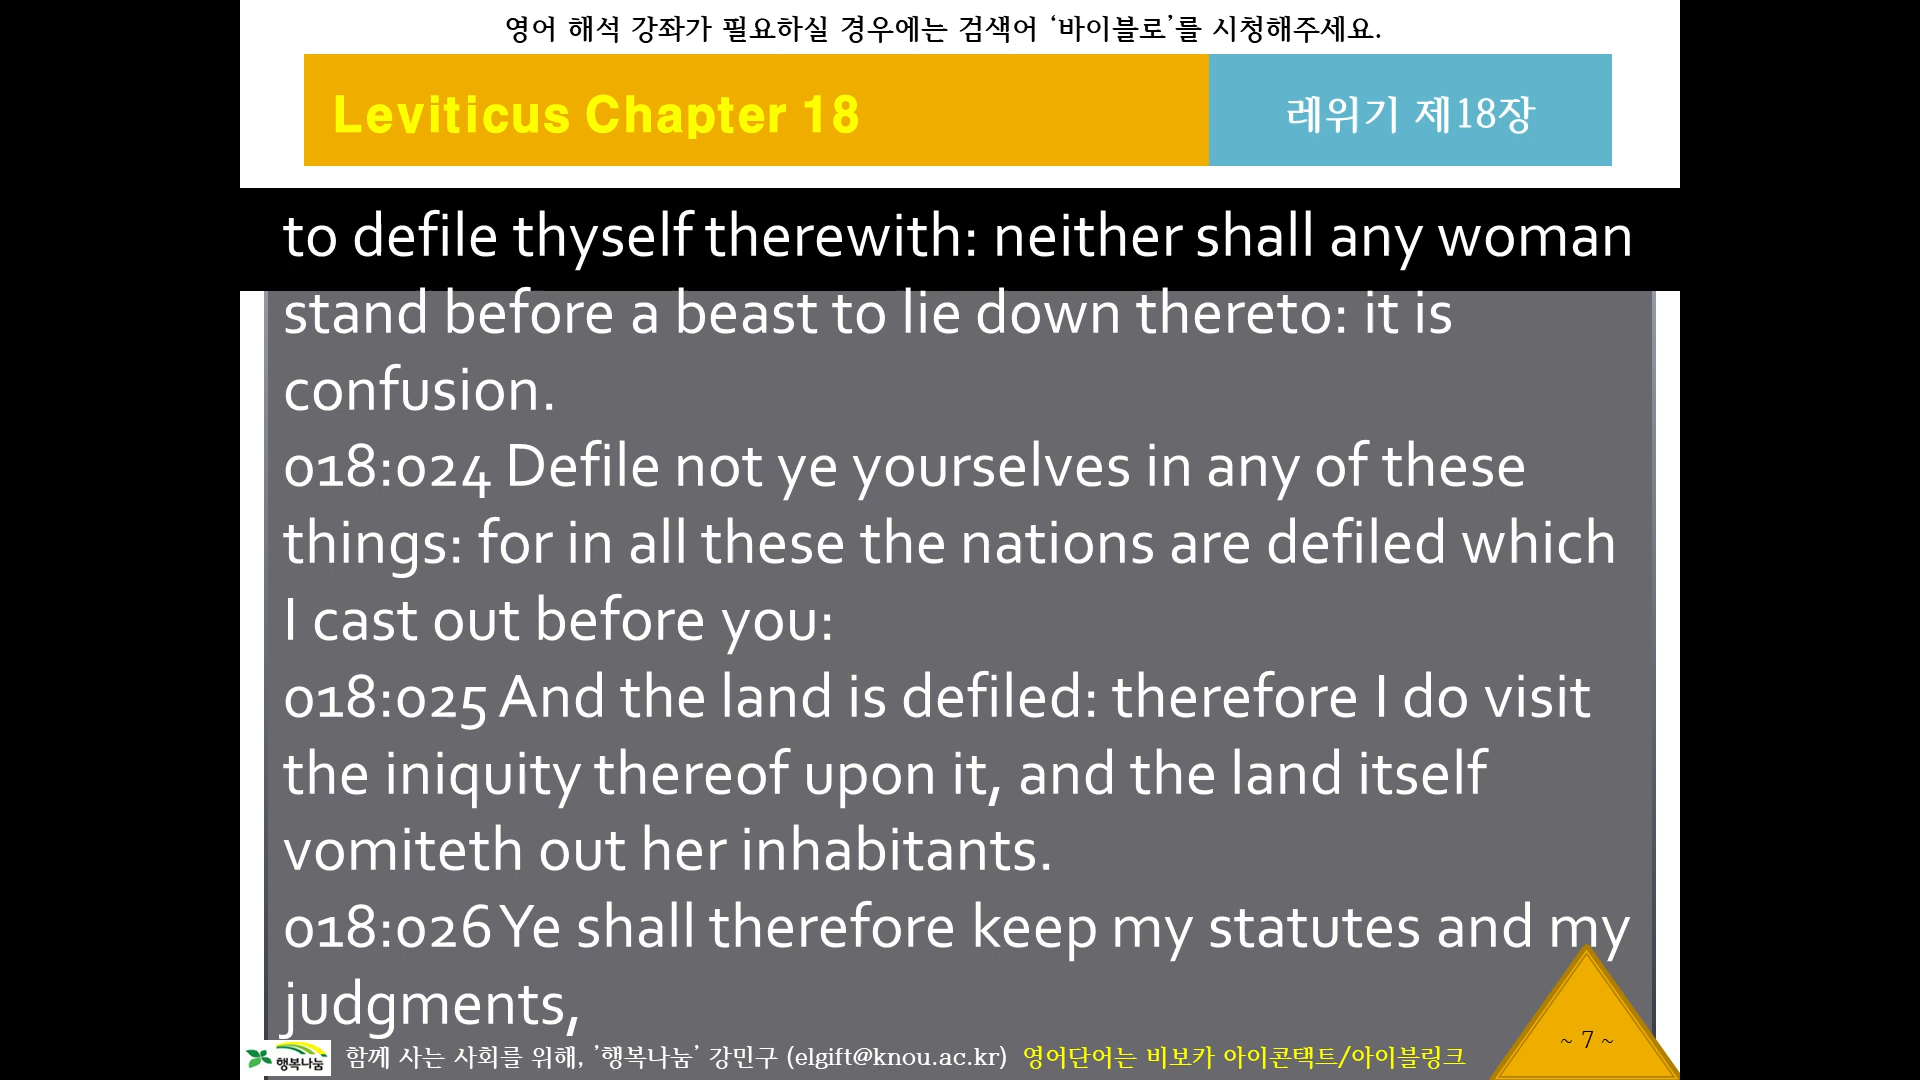 영어 해석 강좌가 필요하실 경우에는 검색어 ‘바이블로’를 시청해주세요.
Leviticus Chapter 18
레위기 제18장
to defile thyself therewith: neither shall any woman
stand before a beast to lie down thereto: it is
confusion.
018:024 Defile not ye yourselves in any of these
things: for in all these the nations are defiled which
I cast out before you:
018:025 And the land is defiled: therefore I do visit
the iniquity thereof upon it, and the land itself
vomiteth out her inhabitants.
018:026 Ye shall therefore keep my statutes and my
judgments,
~ 7 ~
행복나눔
함께 사는 사회를 위해, ’행복나눔’ 강민구 (elgift@knou.ac.kr) 영어단어는 비보카 아이콘택트/아이블링크